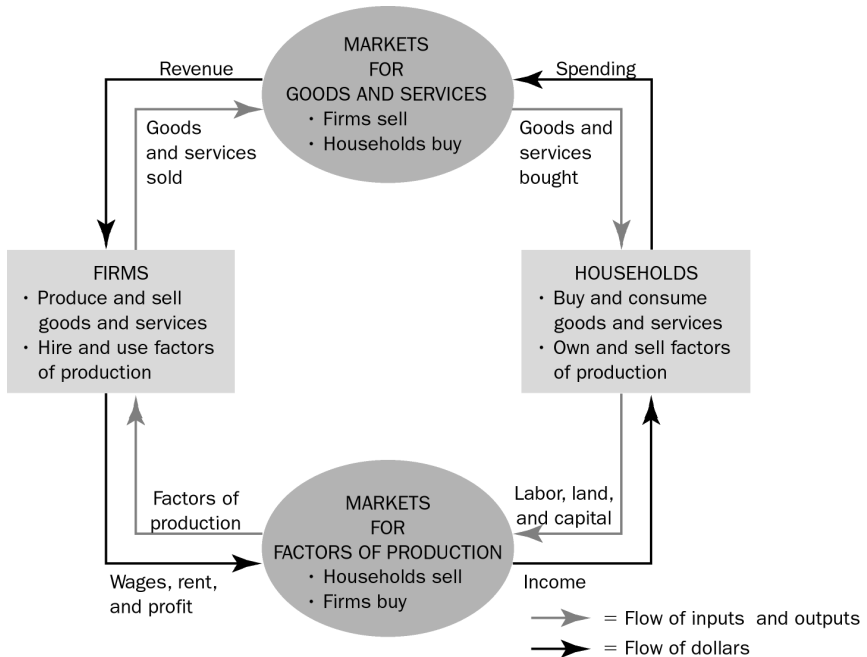 MARKETS
FOR
GOODS AND SERVICES
• Firms sell
• Households buy
Revenue
Spending
Goods
and services
sold
Goods and
services
bought
FIRMS
• Produce and sell
goods and services
• Hire and use factors
of production
HOUSEHOLDS
• Buy and consume
goods and services
• Own and sell factors
of production
Factors of
production
Labor, land,
and capital
MARKETS
FOR
FACTORS OF PRODUCTION
• Households sell
• Firms buy
Wages, rent,
and profit
Income
= Flow of inputs and outputs
= Flow of dollars